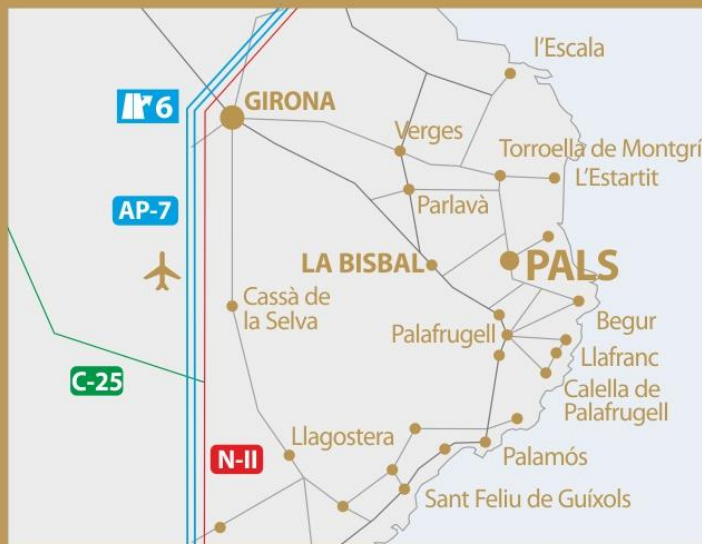 l'Escala
6
GIRONA
Verges
Torroella de Montgrí
L'Estartit
Parlavà
AP-7
LA BISBAL
PALS
Cassà de
la Selva
Begur
Palafrugell
Llafranc
C-25
Calella de
Palafrugell
Llagostera
N-II
Palamós
Sant Feliu de Guíxols